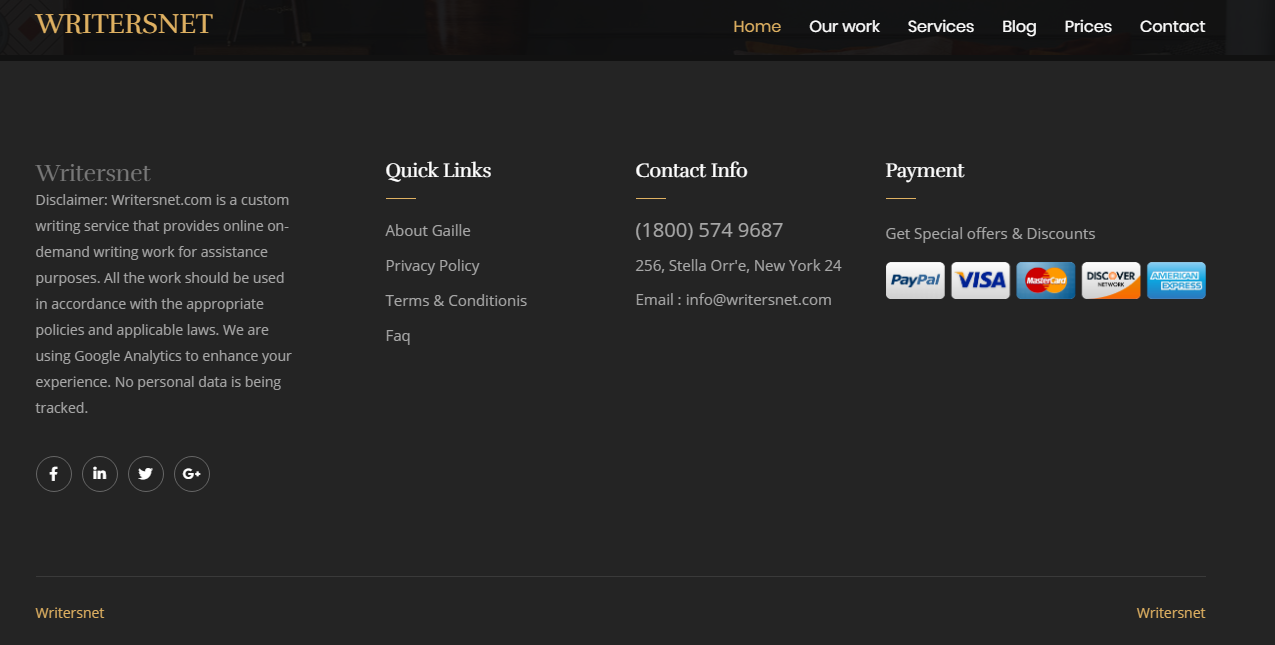 WRITERSNET
Home Our work Services Blog Prices Contact
Writersnet
Disclaimer: Writersnet.com is a custom
writing service that provides online on-
demand writing work for assistance
purposes. All the work should be used
in accordance with the appropriate
policies and applicable laws. We are
using Google Analytics to enhance your
experience. No personal data is being
tracked.
f in G+
Quick Links
About Gaille
Privacy Policy
Terms & Conditionis
Faq
Contact Info
(1800) 574 9687
256, Stella Orr'e, New York 24
Email : info@writersnet.com
Payment
Get Special offers & Discounts
PayPal VISA MasterCard DISCOVER NETWORK AMERICAN EXPRESS
Writersnet
Writersnet